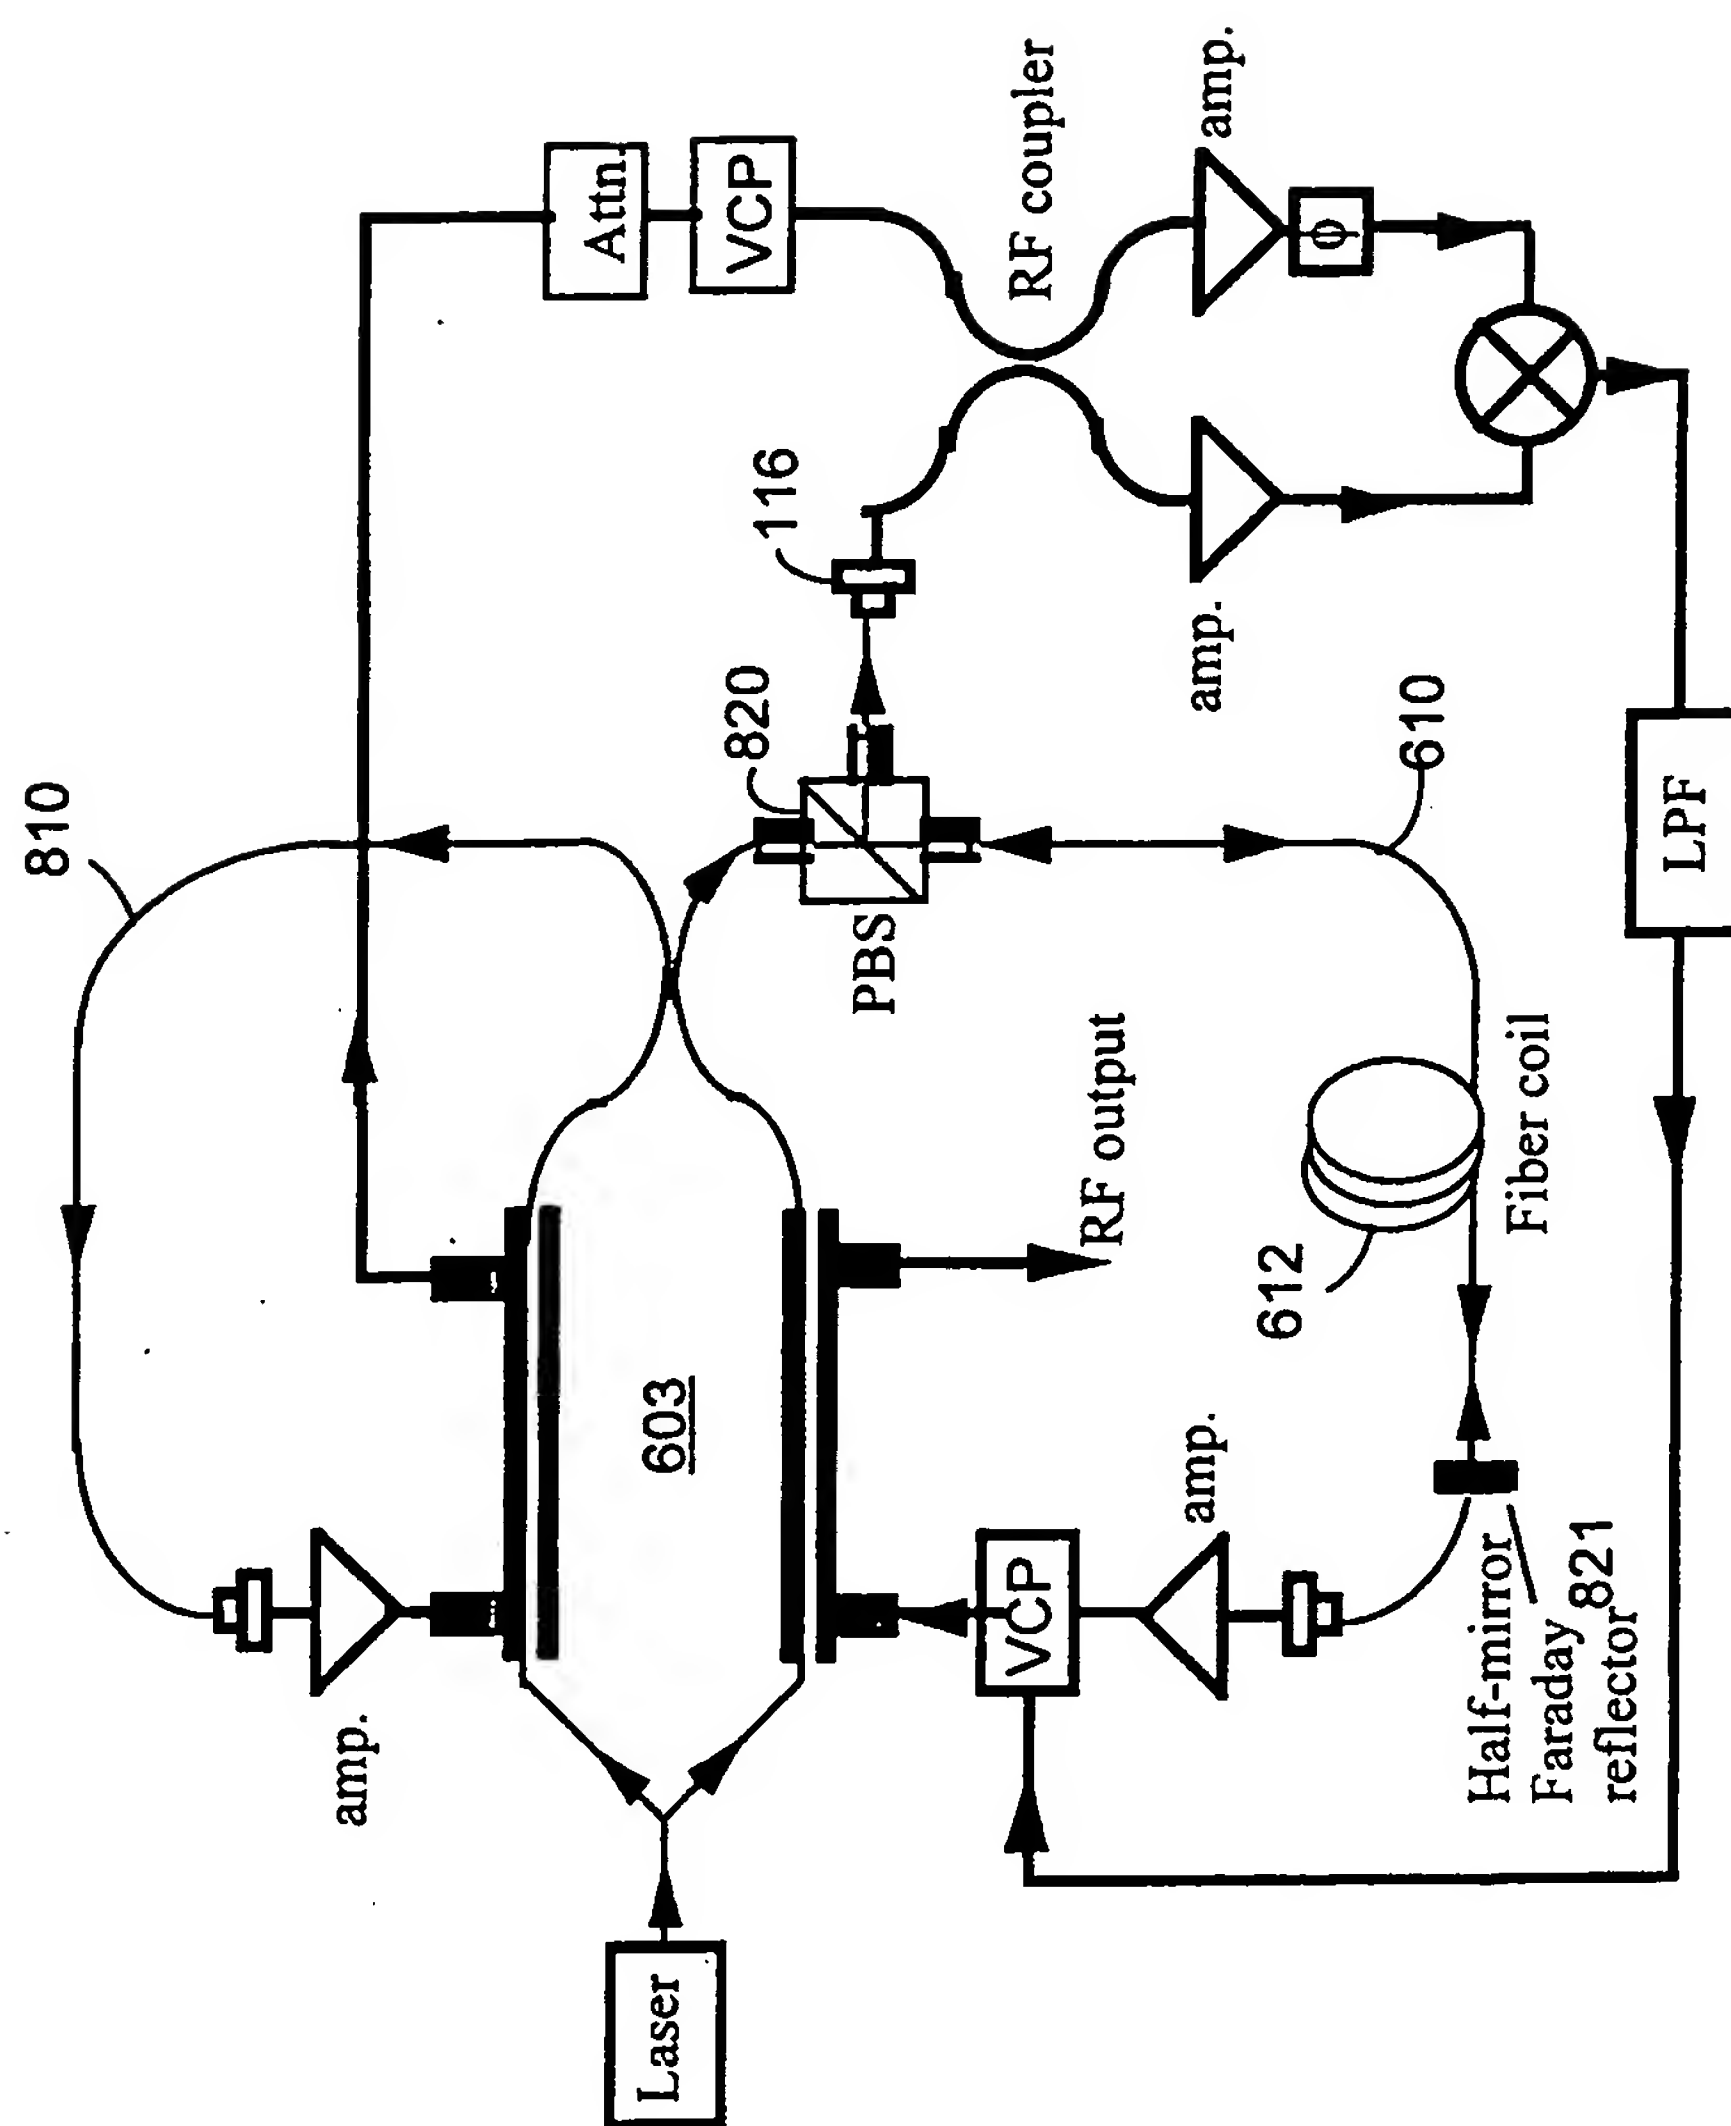 810
Attn.
VCP
RF coupler
amp.
ϕ
116
820
PBS
amp.
610
LPF
603
RF output
Fiber coil
612
amp.
Laser
VCP
amp.
Half-mirror
Faraday 821
reflector